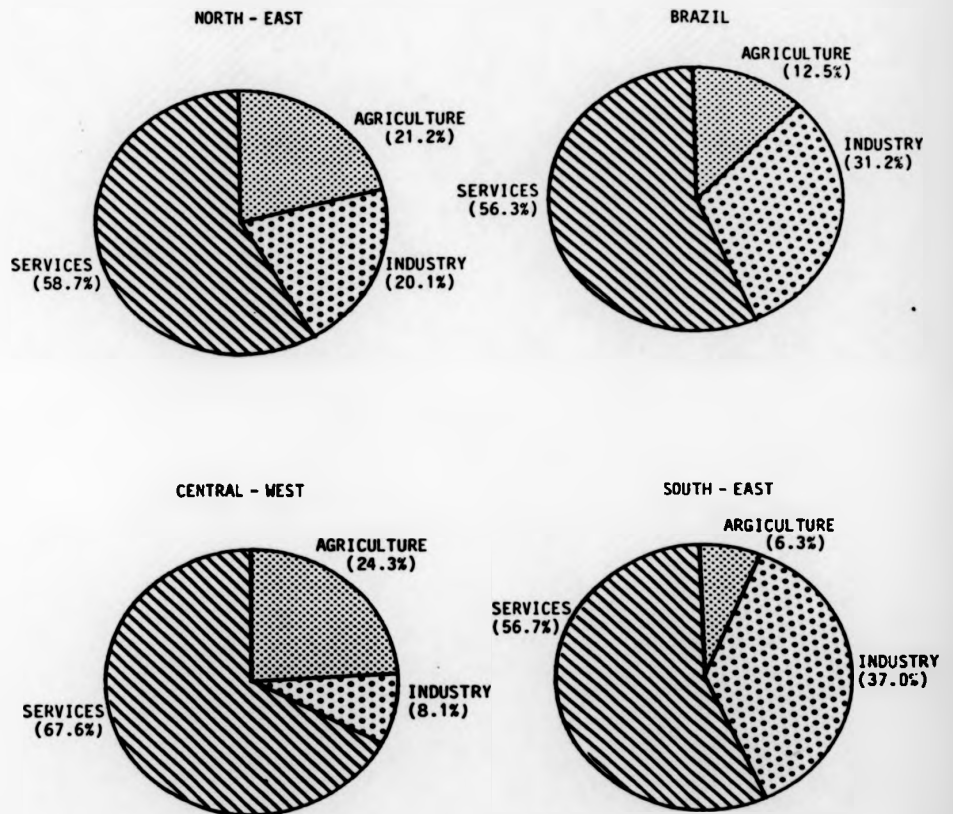 NORTH - EAST
AGRICULTURE
(21.2%)
SERVICES
(58.7%)
INDUSTRY
(20.1%)
BRAZIL
AGRICULTURE
(12.5%)
INDUSTRY
(31.2%)
SERVICES
(56.3%)
CENTRAL - WEST
AGRICULTURE
(24.3%)
INDUSTRY
(8.1%)
SERVICES
(67.6%)
SOUTH - EAST
ARGICULTURE
(6.3%)
SERVICES
(56.7%)
INDUSTRY
(37.0%)